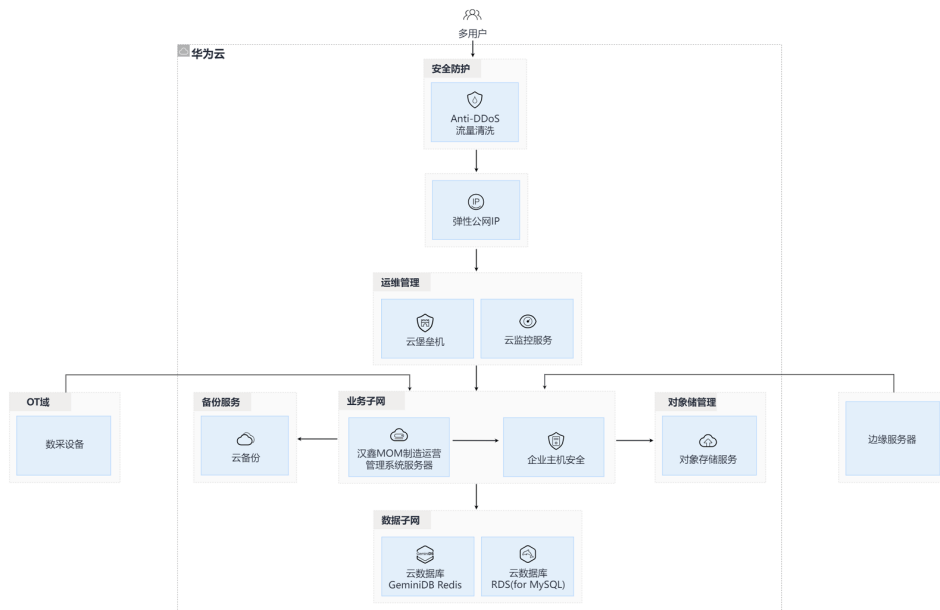 多用户
华为云
安全防护
Anti-DDoS
流量清洗
IP
弹性公网IP
运维管理
云堡垒机
云监控服务
OT域
数采设备
备份服务
云备份
业务子网
汉鑫MOM制造运营
管理系统服务器
企业主机安全
对象储管理
对象存储服务
边缘服务器
数据子网
云数据库
GeminiDB Redis
云数据库
RDS(for MySQL)